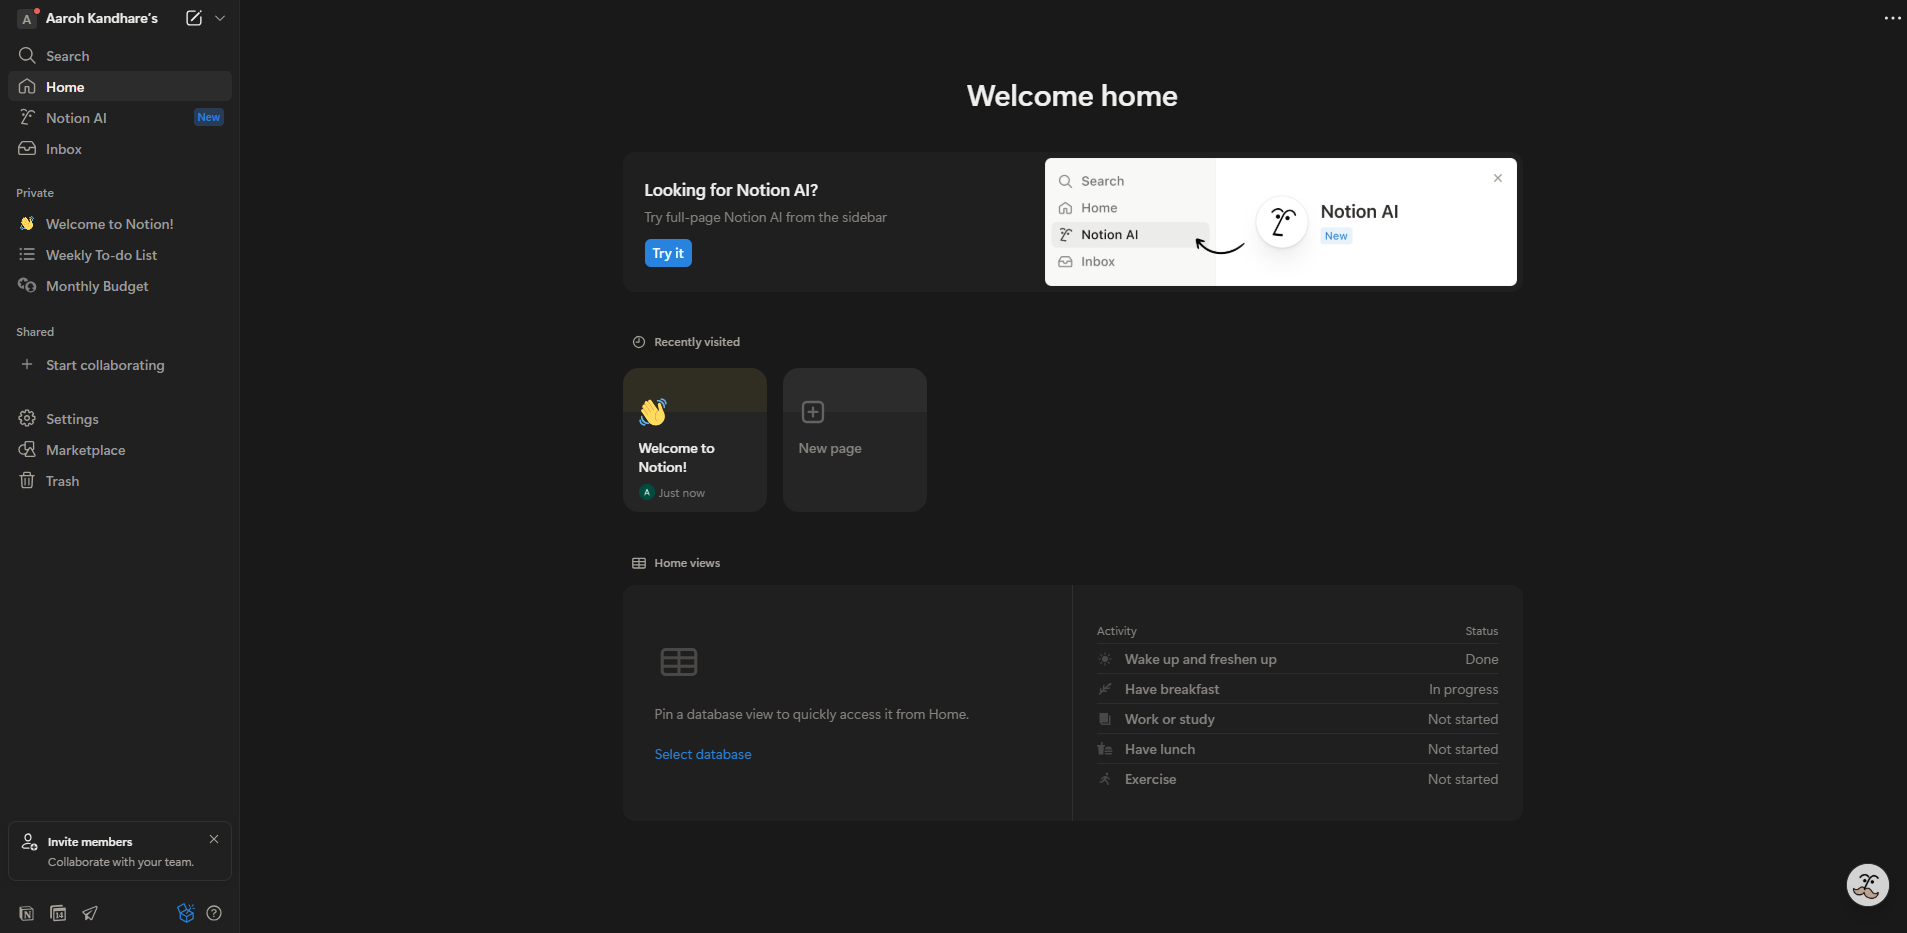 A Aaroh Kandhare's
Search
Home
Notion AI New
Inbox
Private
Welcome to Notion!
Weekly To-do List
Monthly Budget
Shared
Start collaborating
Settings
Marketplace
Trash
Invite members
Collaborate with your team.
N 14
Welcome home
Looking for Notion AI?
Try full-page Notion AI from the sidebar
Try it
Search
Home
Notion AI
Inbox
Notion AI
New
Recently visited
Welcome to
Notion!
A Just now
New page
Home views
Pin a database view to quickly access it from Home.
Select database
Activity Status
Wake up and freshen up Done
Have breakfast In progress
Work or study Not started
Have lunch Not started
Exercise Not started